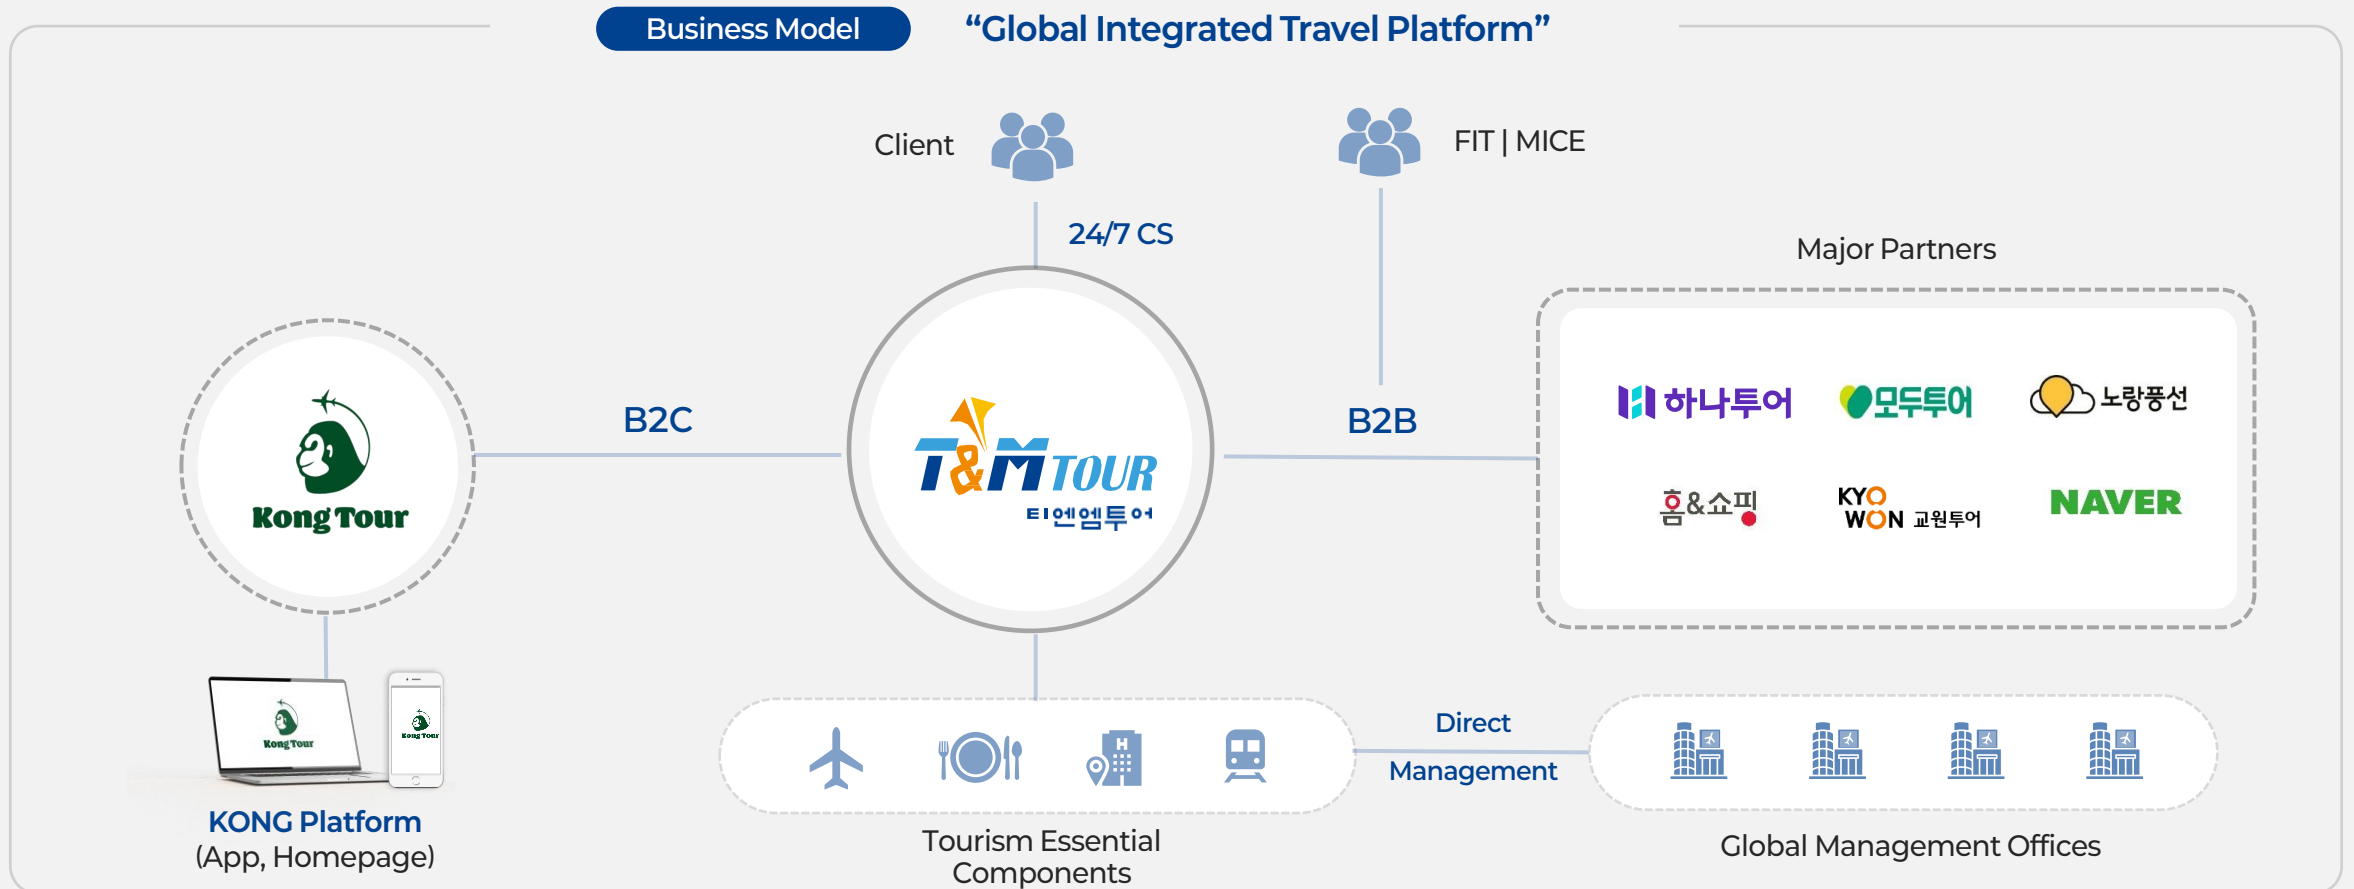 Business Model
“Global Integrated Travel Platform”
Client
FIT | MICE
24/7 CS
Major Partners
B2C
B2B
Kong Tour
T&M TOUR
티엔엠투어
하나투어
모두투어
노랑풍선
홈&쇼핑
KYO
WON 교원투어
NAVER
Kong Tour
Kong Tour
KONG Platform
(App, Homepage)
H
Tourism Essential
Components
Direct
Management
Global Management Offices